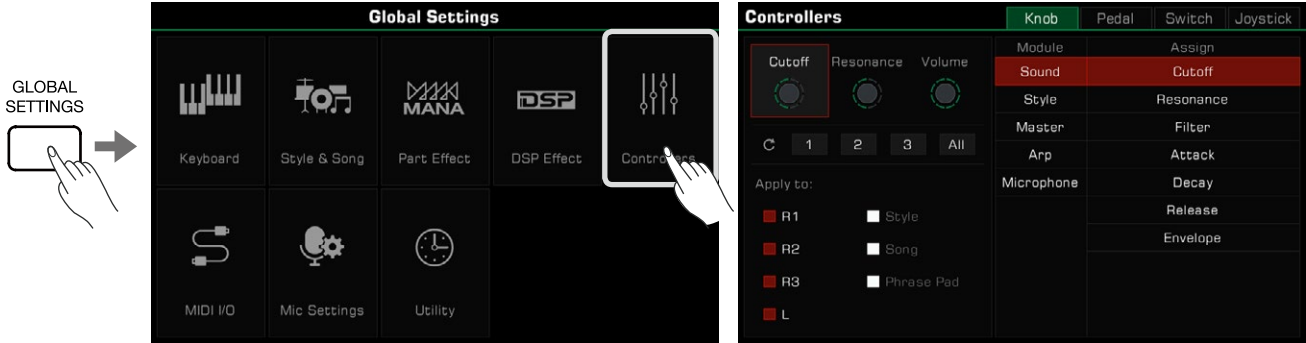 GLOBAL
SETTINGS
Global Settings
MANA
DSP
Keyboard
Style & Song
Part Effect
DSP Effect
Controllers
MIDI I/O
Mic Settings
Utility
Controllers
Knob
Pedal
Switch
Joystick
Cutoff
Resonance
Volume
1
2
3
All
Apply to:
R1
Style
R2
Song
R3
Phrase Pad
L
Module
Assign
Sound
Cutoff
Style
Resonance
Master
Filter
Arp
Attack
Microphone
Decay
Release
Envelope